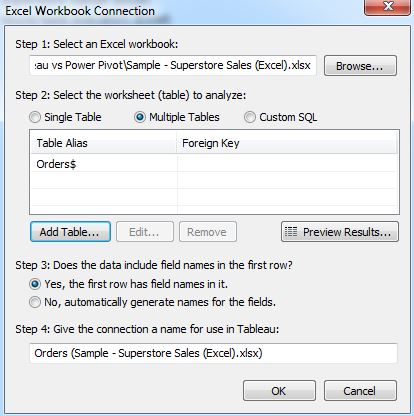 Excel Workbook Connection
Step 1: Select an Excel workbook:
:au vs Power Pivot\Sample - Superstore Sales (Excel).xlsx Browse...
Step 2: Select the worksheet (table) to analyze:
Single Table Multiple Tables Custom SQL
Table Alias Foreign Key
Orders$
Add Table... Edit... Remove Preview Results...
Step 3: Does the data include field names in the first row?
Yes, the first row has field names in it.
No, automatically generate names for the fields.
Step 4: Give the connection a name for use in Tableau:
Orders (Sample - Superstore Sales (Excel).xlsx)
OK Cancel